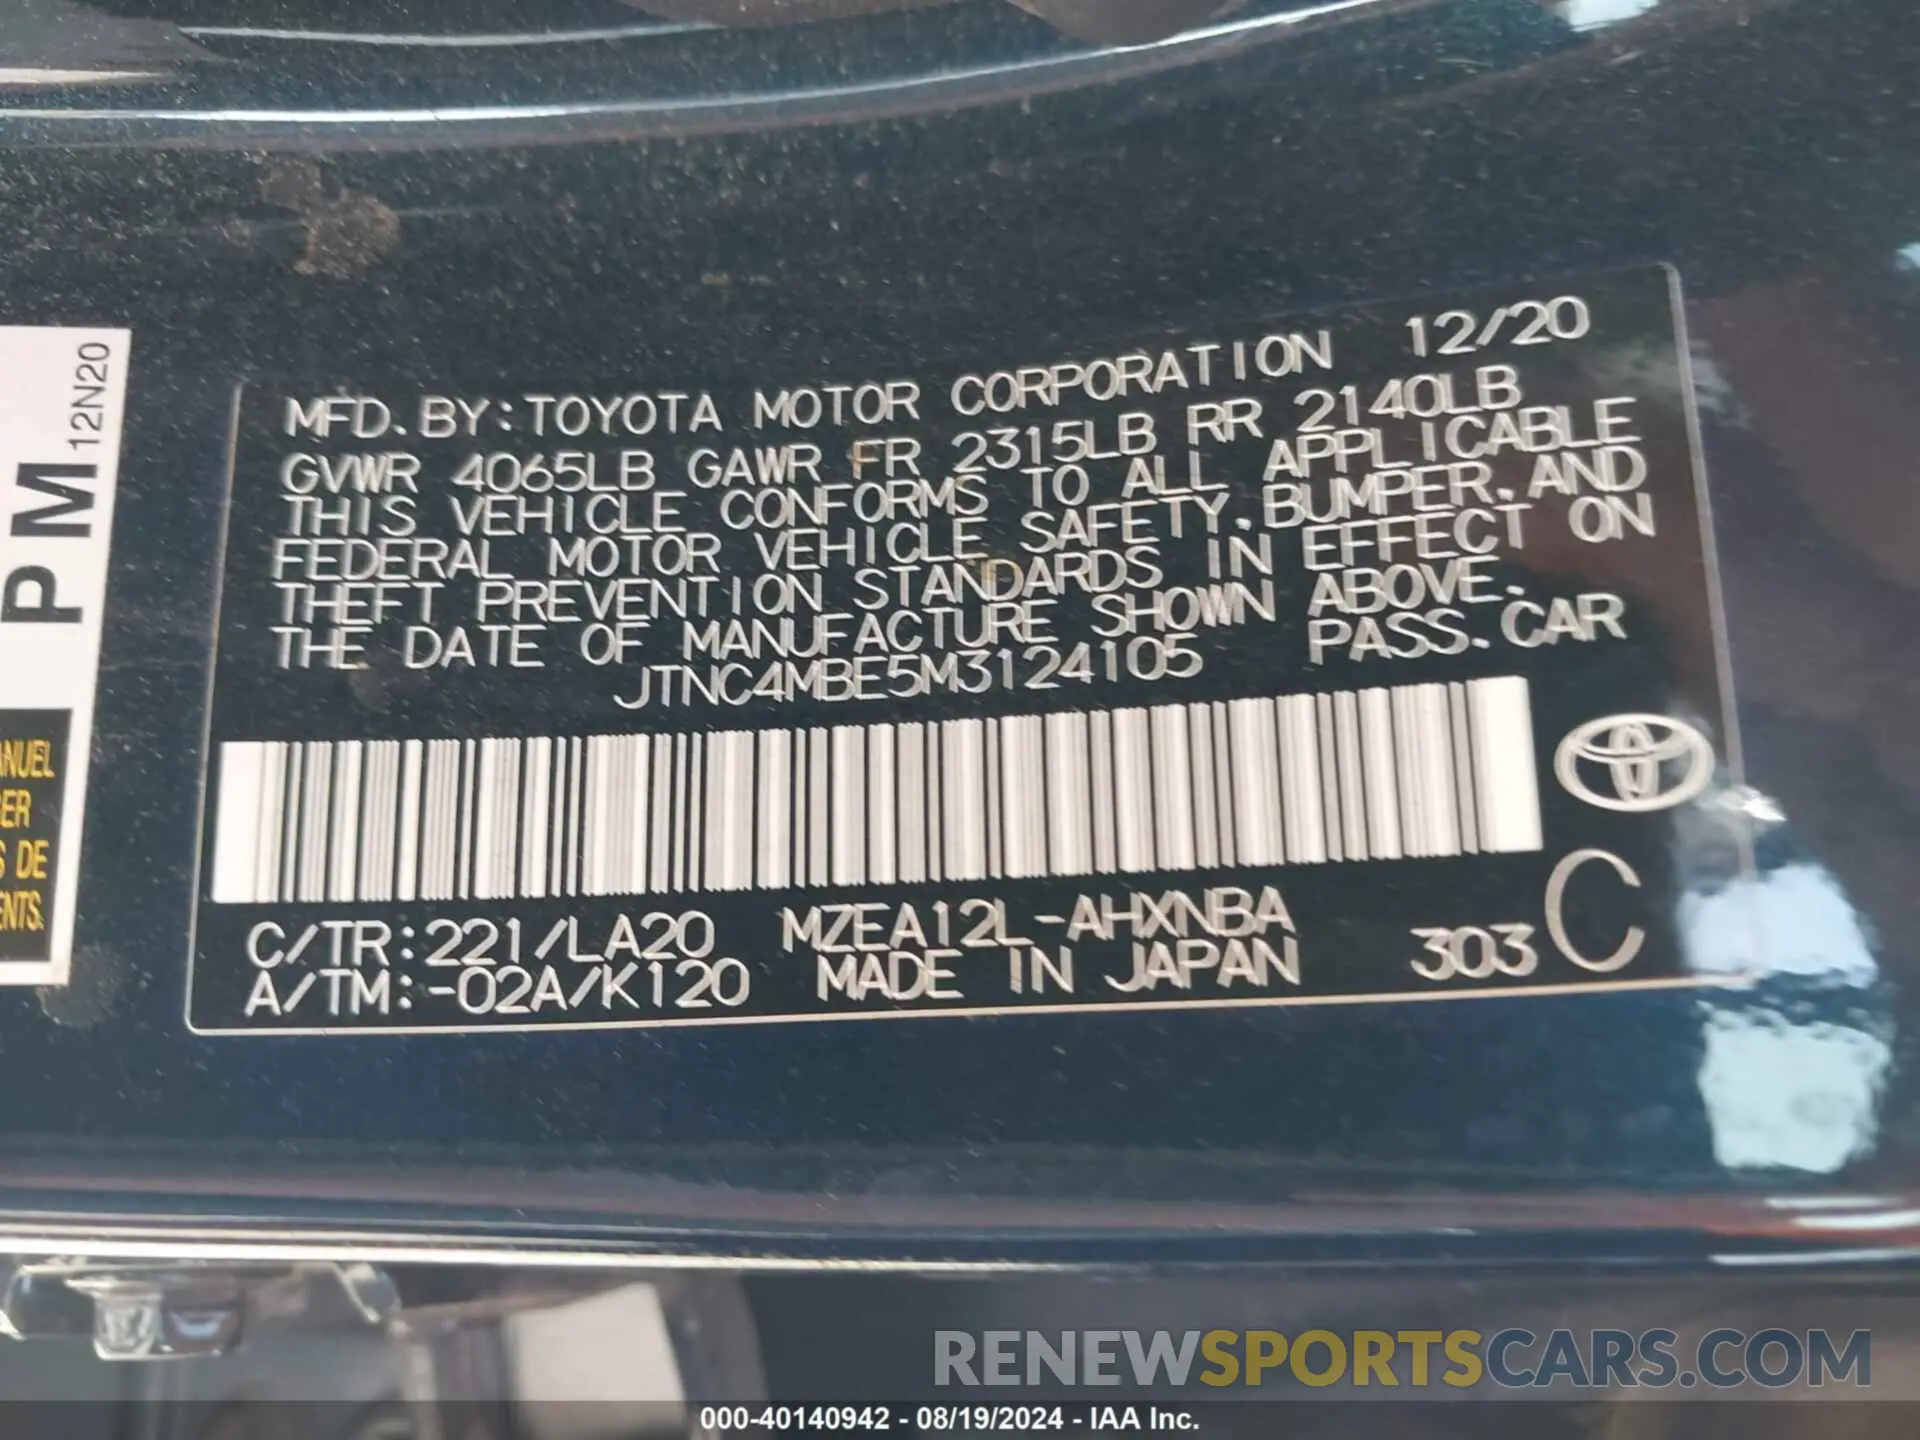 MFD. BY:TOYOTA MOTOR CORPORATION 12/20
GVWR 4065LB GAWR FR 2315LB RR 2140LB
THIS VEHICLE CONFORMS TO ALL APPLICABLE
FEDERAL MOTOR VEHICLE SAFETY, BUMPER, AND
THEFT PREVENTION STANDARDS IN EFFECT ON
THE DATE OF MANUFACTURE SHOWN ABOVE.
JTNC4MBE5M3124105 PASS. CAR
C/TR:221/LA20 MZEA12L-AHXNBA
A/TM:-02A/K120 MADE IN JAPAN 303 C
PM 12N20
ANUEL
S DE
ENTS.
RENEWSPORTSCARS.COM
000-40140942 - 08/19/2024 - IAA Inc.